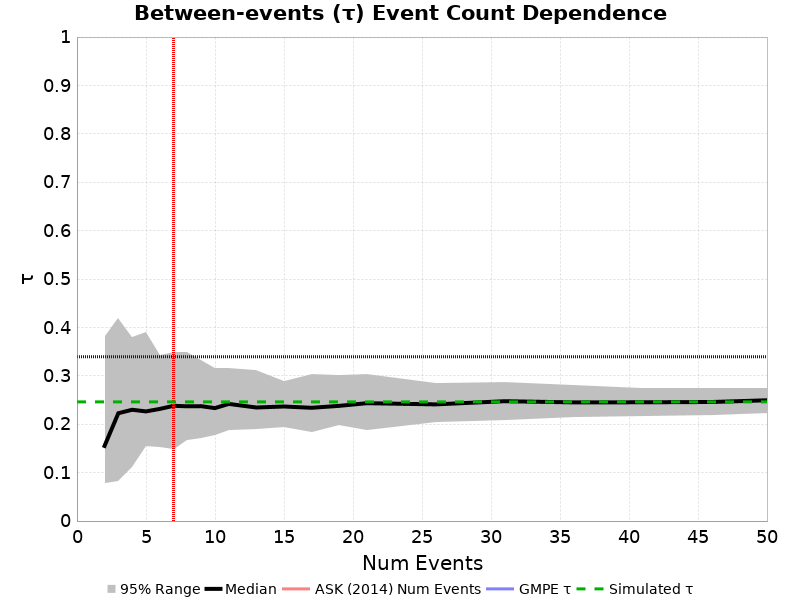 Between-events (τ) Event Count Dependence
1
0.9
0.8
0.7
0.6
0.5
0.4
0.3
0.2
0.1
0
τ
0 5 10 15 20 25 30 35 40 45 50
Num Events
95% Range Median ASK (2014) Num Events GMPE τ Simulated τ